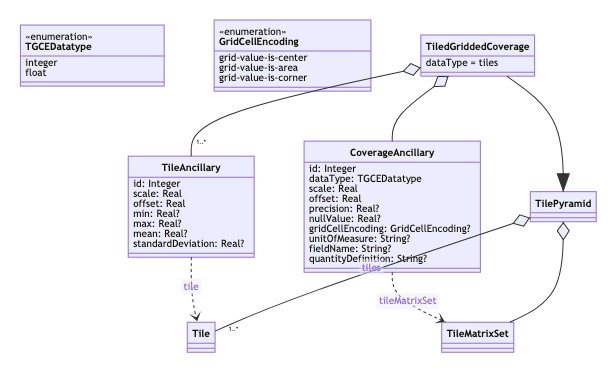 «enumeration»
TGCEDatatype
integer
float
«enumeration»
GridCellEncoding
grid-value-is-center
grid-value-is-area
grid-value-is-corner
TiledGriddedCoverage
dataType = tiles
1..*
TileAncillary
id: Integer
scale: Real
offset: Real
min: Real?
max: Real?
mean: Real?
standardDeviation: Real?
CoverageAncillary
id: Integer
dataType: TGCEDatatype
scale: Real
offset: Real
precision: Real?
nullValue: Real?
gridCellEncoding: GridCellEncoding?
unitOfMeasure: String?
fieldName: String?
quantityDefinition: String?
TilePyramid
tiles
tile
tileMatrixSet
Tile
1..*
TileMatrixSet